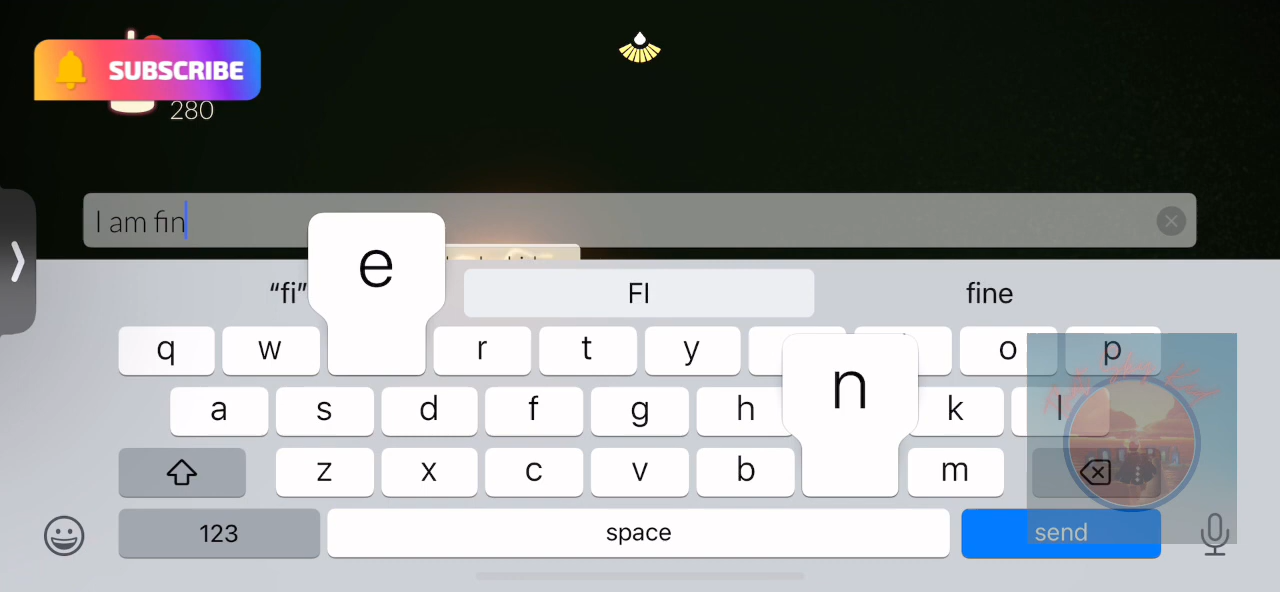 SUBSCRIBE
280
I am fin
“fi” FI fine
e
q w r t y o p
n
a s d f g h k l
z x c v b m
123 space send